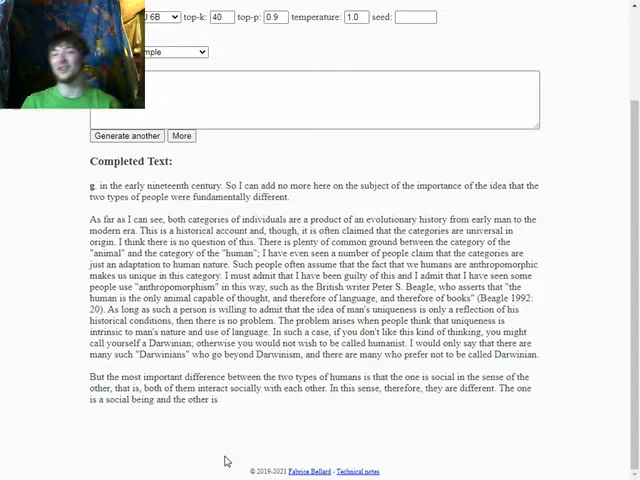 J 6B top-k: 40 top-p: 0.9 temperature: 1.0 seed:
mple
Generate another More
Completed Text:
g. in the early nineteenth century. So I can add no more here on the subject of the importance of the idea that the
two types of people were fundamentally different.
As far as I can see, both categories of individuals are a product of an evolutionary history from early man to the
modern era. This is a historical account and, though, it is often claimed that the categories are universal in
origin. I think there is no question of this. There is plenty of common ground between the category of the
"animal" and the category of the "human"; I have even seen a number of people claim that the categories are
just an adaptation to human nature. Such people often assume that the fact that we humans are anthropomorphic
makes us unique in this category. I must admit that I have been guilty of this and I admit that I have seen some
people use "anthropomorphism" in this way, such as the British writer Peter S. Beagle, who asserts that "the
human is the only animal capable of thought, and therefore of language, and therefore of books" (Beagle 1992:
20). As long as such a person is willing to admit that the idea of man's uniqueness is only a reflection of his
historical conditions, then there is no problem. The problem arises when people think that uniqueness is
intrinsic to man's nature and use of language. In such a case, if you don't like this kind of thinking, you might
call yourself a Darwinian; otherwise you would not wish to be called humanist. I would only say that there are
many such "Darwinians" who go beyond Darwinism, and there are many who prefer not to be called Darwinian.
But the most important difference between the two types of humans is that the one is social in the sense of the
other, that is, both of them interact socially with each other. In this sense, therefore, they are different. The one
is a social being and the other is
© 2019-2021 Fabrice Bellard - Technical notes